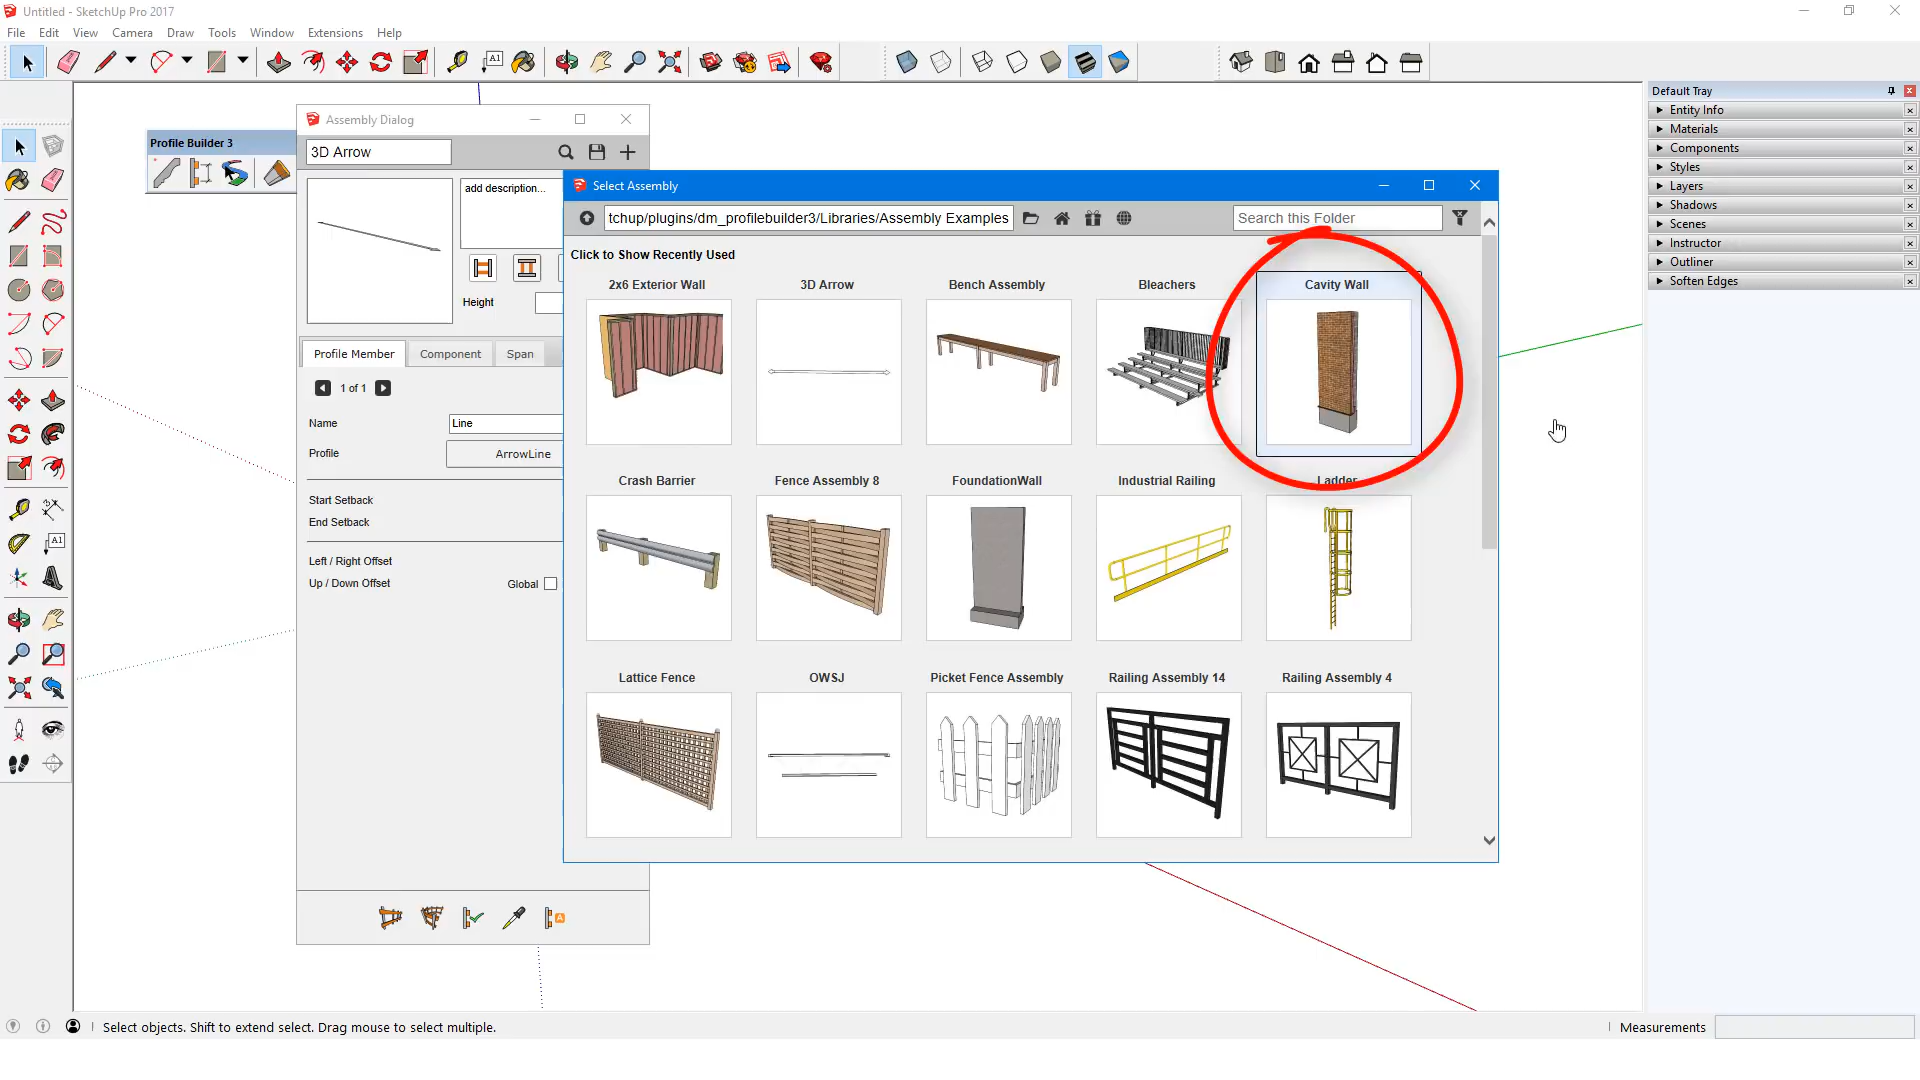 Untitled - SketchUp Pro 2017
File Edit View Camera Draw Tools Window Extensions Help
A1
Default Tray
Entity Info
Materials
Components
Styles
Layers
Shadows
Scenes
Instructor
Outliner
Soften Edges
Profile Builder 3
Assembly Dialog
3D Arrow
add description...
Height
Profile Member Component Span
1 of 1
Name Line
Profile ArrowLine
Start Setback
End Setback
Left / Right Offset
Up / Down Offset Global
A
A1
Select Assembly
tchup/plugins/dm_profilebuilder3/Libraries/Assembly Examples Search this Folder
Click to Show Recently Used
2x6 Exterior Wall 3D Arrow Bench Assembly Bleachers Cavity Wall
Crash Barrier Fence Assembly 8 FoundationWall Industrial Railing Ladder
Lattice Fence OWSJ Picket Fence Assembly Railing Assembly 14 Railing Assembly 4
Select objects. Shift to extend select. Drag mouse to select multiple. Measurements